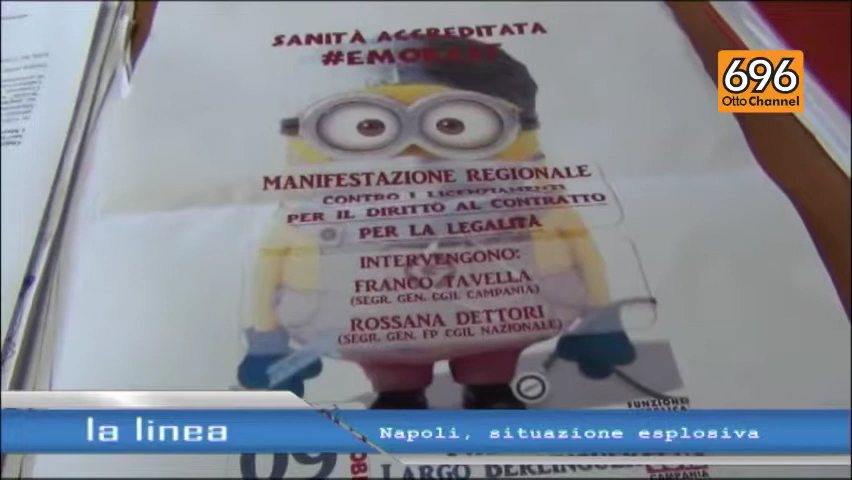 SANITÀ ACCREDITATA
696
Otto Channel
MANIFESTAZIONE REGIONALE
CONTRO I LICENZIAMENTI
PER IL DIRITTO AL CONTRATTO
PER LA LEGALITÀ
INTERVENGONO:
FRANCO TAVELLA
(SEGR. GEN. CGIL CAMPANIA)
ROSSANA DETTORI
(SEGR. GEN. FP CGIL NAZIONALE)
FUNZIONE
la linea
Napoli, situazione esplosiva
09
LARGO BERLINGUER
CAMPANIA